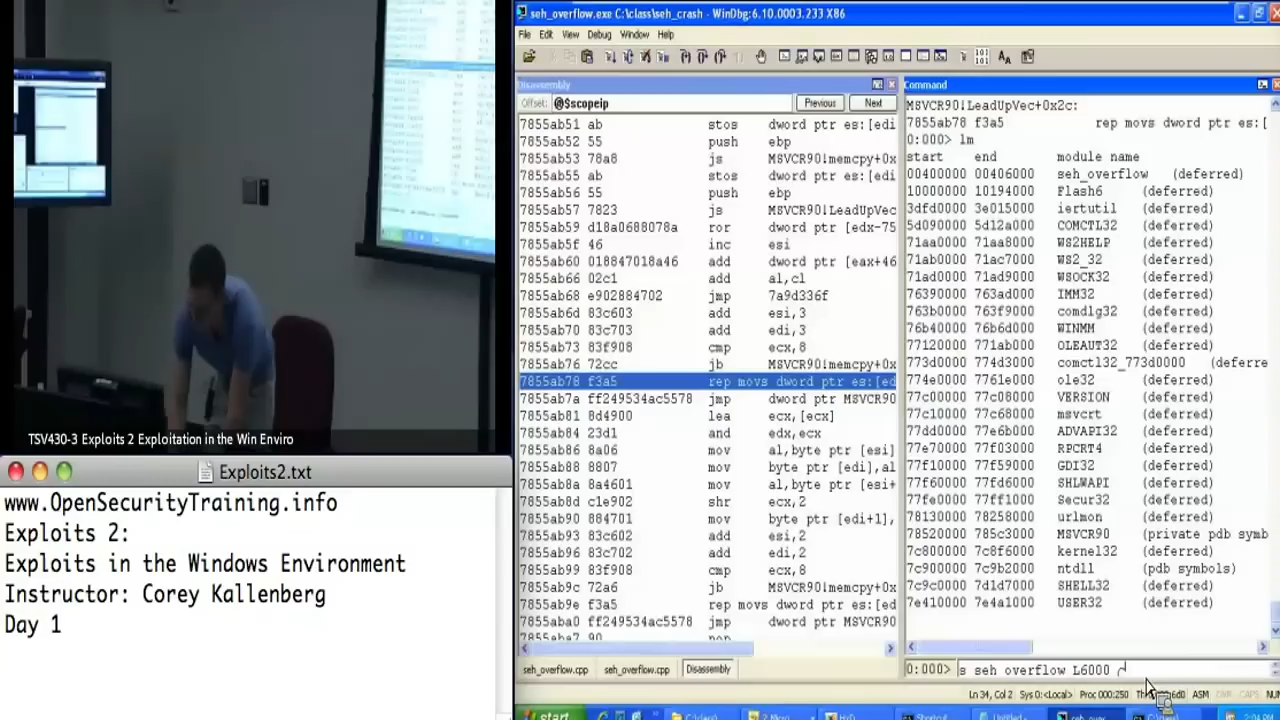 TSV430-3 Exploits 2 Exploitation in the Win Enviro
Exploits2.txt
www.OpenSecurityTraining.info
Exploits 2:
Exploits in the Windows Environment
Instructor: Corey Kallenberg
Day 1
seh_overflow.exe C:\class\seh_crash - WinDbg:6.10.0003.233 X86
File Edit View Debug Window Help
Disassembly
Offset: @$scopeip Previous Next
7855ab51 ab stos dword ptr es:[edi
7855ab52 55 push ebp
7855ab53 78a8 js MSVCR90!memcpy+0x
7855ab55 ab stos dword ptr es:[edi
7855ab56 55 push ebp
7855ab57 7823 js MSVCR90!LeadUpVec
7855ab59 d18a0688078a ror dword ptr [edx-75
7855ab5f 46 inc esi
7855ab60 018847018a46 add dword ptr [eax+46
7855ab66 02c1 add al,cl
7855ab68 e902884702 jmp 7a9d336f
7855ab6d 83c603 add esi,3
7855ab70 83c703 add edi,3
7855ab73 83f908 cmp ecx,8
7855ab76 72cc jb MSVCR90!memcpy+0x
7855ab78 f3a5 rep movs dword ptr es:[ed
7855ab7a ff249534ac5578 jmp dword ptr MSVCR90
7855ab81 8d4900 lea ecx,[ecx]
7855ab84 23d1 and edx,ecx
7855ab86 8a06 mov al,byte ptr [esi]
7855ab88 8807 mov byte ptr [edi],al
7855ab8a 8a4601 mov al,byte ptr [esi+
7855ab8d c1e902 shr ecx,2
7855ab90 884701 mov byte ptr [edi+1],
7855ab93 83c602 add esi,2
7855ab96 83c702 add edi,2
7855ab99 83f908 cmp ecx,8
7855ab9c 72a6 jb MSVCR90!memcpy+0x
7855ab9e f3a5 rep movs dword ptr es:[ed
7855aba0 ff249534ac5578 jmp dword ptr MSVCR90
7855aba7 90 nop
seh_overflow.cpp seh_overflow.cpp Disassembly
Command
MSVCR90!LeadUpVec+0x2c:
7855ab78 f3a5 rep movs dword ptr es:
0:000> lm
start end module name
00400000 00406000 seh_overflow (deferred)
10000000 10194000 Flash6 (deferred)
3dfd0000 3e015000 iertutil (deferred)
5d090000 5d12a000 COMCTL32 (deferred)
71aa0000 71aa8000 WS2HELP (deferred)
71ab0000 71ac7000 WS2_32 (deferred)
71ad0000 71ad9000 WSOCK32 (deferred)
76390000 763ad000 IMM32 (deferred)
763b0000 763f9000 comdlg32 (deferred)
76b40000 76b6d000 WINMM (deferred)
77120000 771ab000 OLEAUT32 (deferred)
773d0000 774d3000 comctl32_773d0000 (deferre
774e0000 7761e000 ole32 (deferred)
77c00000 77c08000 VERSION (deferred)
77c10000 77c68000 msvcrt (deferred)
77dd0000 77e6b000 ADVAPI32 (deferred)
77e70000 77f03000 RPCRT4 (deferred)
77f10000 77f59000 GDI32 (deferred)
77f60000 77fd6000 SHLWAPI (deferred)
77fe0000 77ff1000 Secur32 (deferred)
78130000 78258000 urlmon (deferred)
78520000 785c3000 MSVCR90 (private pdb symb
7c800000 7c8f6000 kernel32 (deferred)
7c900000 7c9b2000 ntdll (pdb symbols)
7c9c0000 7d1d7000 SHELL32 (deferred)
7e410000 7e4a1000 USER32 (deferred)
0:000> s seh_overflow L6000 c
Ln 34, Col 2 Sys 0:<Local> Proc 000:250 ASM OVR CAPS NUM
start